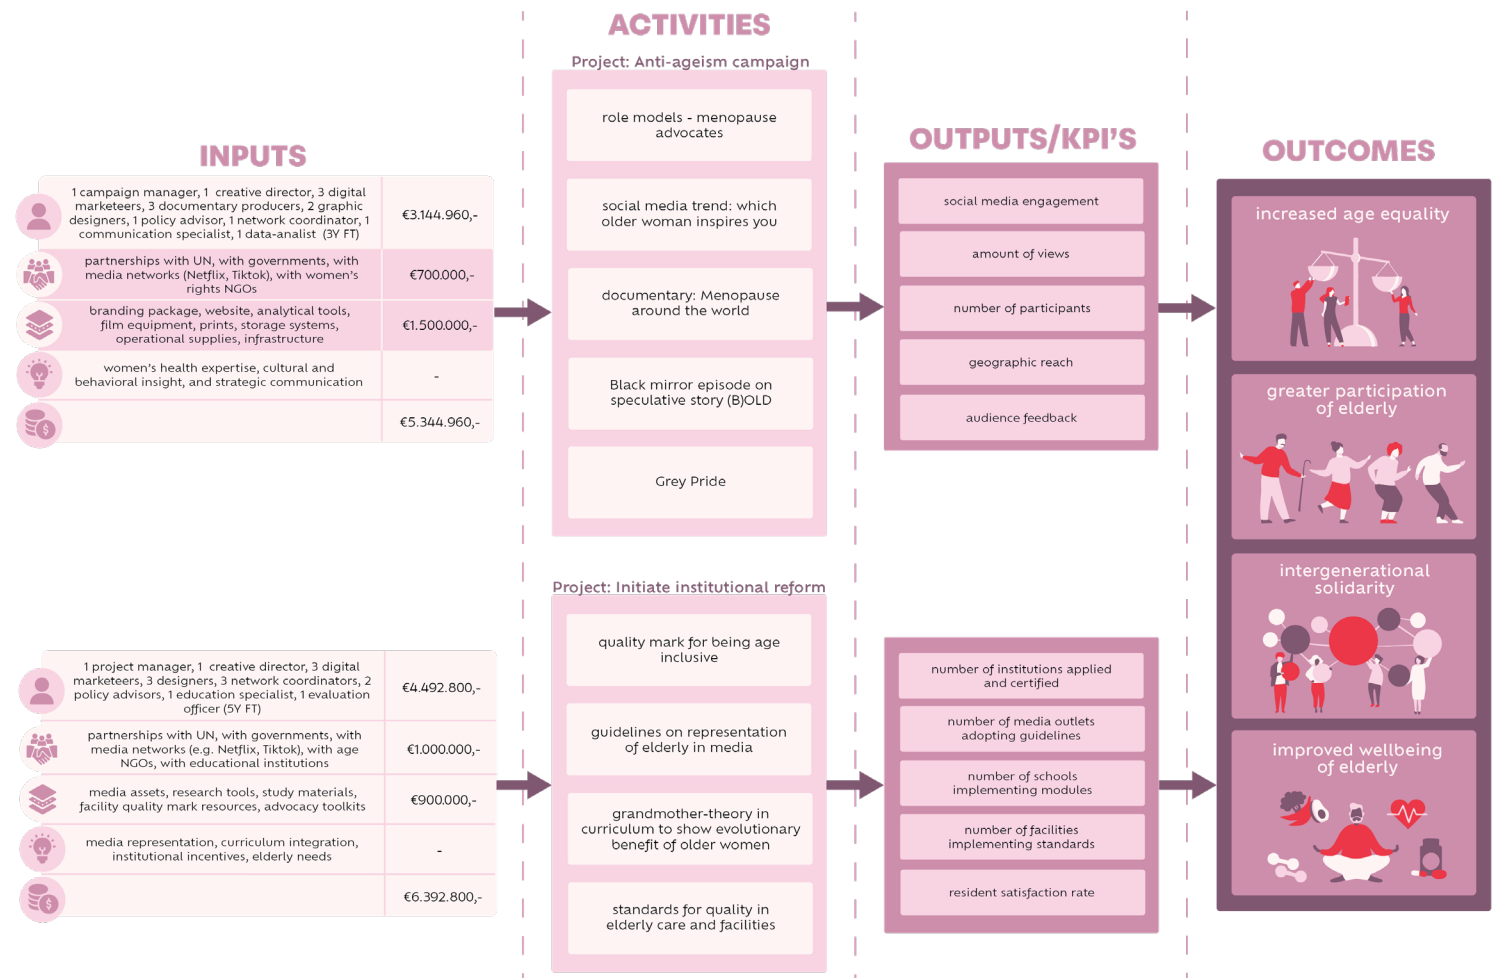 INPUTS
1 campaign manager, 1 creative director, 3 digital
marketeers, 3 documentary producers, 2 graphic
designers, 1 policy advisor, 1 network coordinator, 1
communication specialist, 1 data-analist (3Y FT)
€3.144.960,-
partnerships with UN, with governments, with
media networks (Netflix, Tiktok), with women's
rights NGOs
€700.000,-
branding package, website, analytical tools,
film equipment, prints, storage systems,
operational supplies, infrastructure
€1.500.000,-
women's health expertise, cultural and
behavioral insight, and strategic communication
-
€5.344.960,-
1 project manager, 1 creative director, 3 digital
marketeers, 3 designers, 3 network coordinators, 2
policy advisors, 1 education specialist, 1 evaluation
officer (5Y FT)
€4.492.800,-
partnerships with UN, with governments, with
media networks (e.g. Netflix, Tiktok), with age
NGOs, with educational institutions
€1.000.000,-
media assets, research tools, study materials,
facility quality mark resources, advocacy toolkits
€900.000,-
media representation, curriculum integration,
institutional incentives, elderly needs
-
€6.392.800,-
ACTIVITIES
Project: Anti-ageism campaign
role models - menopause
advocates
social media trend: which
older woman inspires you
documentary: Menopause
around the world
Black mirror episode on
speculative story (B)OLD
Grey Pride
Project: Initiate institutional reform
quality mark for being age
inclusive
guidelines on representation
of elderly in media
grandmother-theory in
curriculum to show evolutionary
benefit of older women
standards for quality in
elderly care and facilities
OUTPUTS/KPI'S
social media engagement
amount of views
number of participants
geographic reach
audience feedback
number of institutions applied
and certified
number of media outlets
adopting guidelines
number of schools
implementing modules
number of facilities
implementing standards
resident satisfaction rate
OUTCOMES
increased age equality
greater participation
of elderly
intergenerational
solidarity
improved wellbeing
of elderly